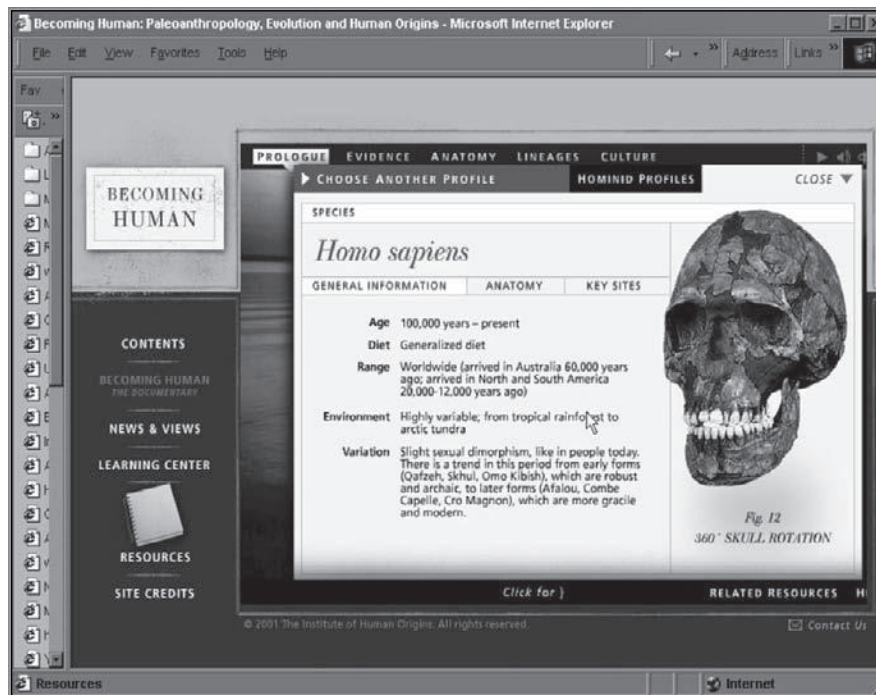 Becoming Human: Paleoanthropology, Evolution and Human Origins - Microsoft Internet Explorer
File Edit View Favorites Tools Help
» Address Links »
Fav
»
PROLOGUE EVIDENCE ANATOMY LINEAGES CULTURE
CHOOSE ANOTHER PROFILE HOMINID PROFILES CLOSE
BECOMING
HUMAN
SPECIES
Homo sapiens
GENERAL INFORMATION ANATOMY KEY SITES
Age 100,000 years – present
Diet Generalized diet
Range Worldwide (arrived in Australia 60,000 years
ago; arrived in North and South America
20,000-12,000 years ago)
Environment Highly variable; from tropical rainforest to
arctic tundra
Variation Slight sexual dimorphism, like in people today.
There is a trend in this period from early forms
(Qafzeh, Skhul, Omo Kibish), which are robust
and archaic, to later forms (Afalou, Combe
Capelle, Cro Magnon), which are more gracile
and modern.
Fig. 12
360° SKULL ROTATION
CONTENTS
BECOMING HUMAN
THE DOCUMENTARY
NEWS & VIEWS
LEARNING CENTER
RESOURCES
SITE CREDITS
Click for }
RELATED RESOURCES
© 2001 The Institute of Human Origins. All rights reserved.
Contact Us
Resources
Internet